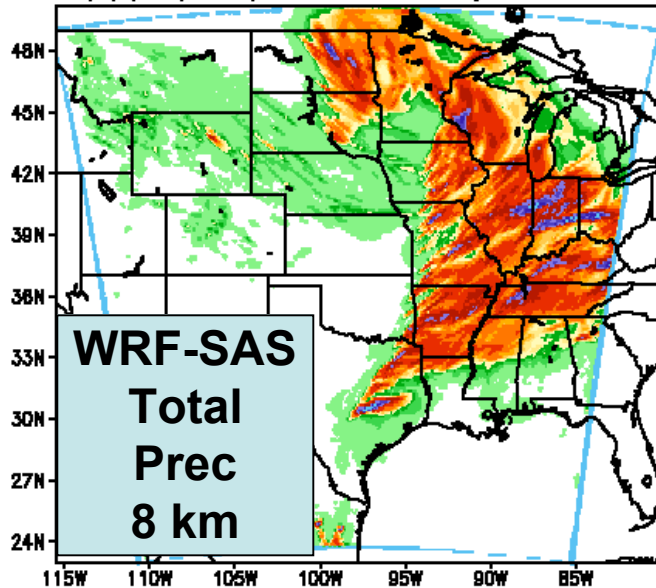 48N
45N
42N
39N
36N
33N
30N
27N
24N
WRF-SAS
Total
Prec
8 km
115W 110W 105W 100W 95W 90W 85W